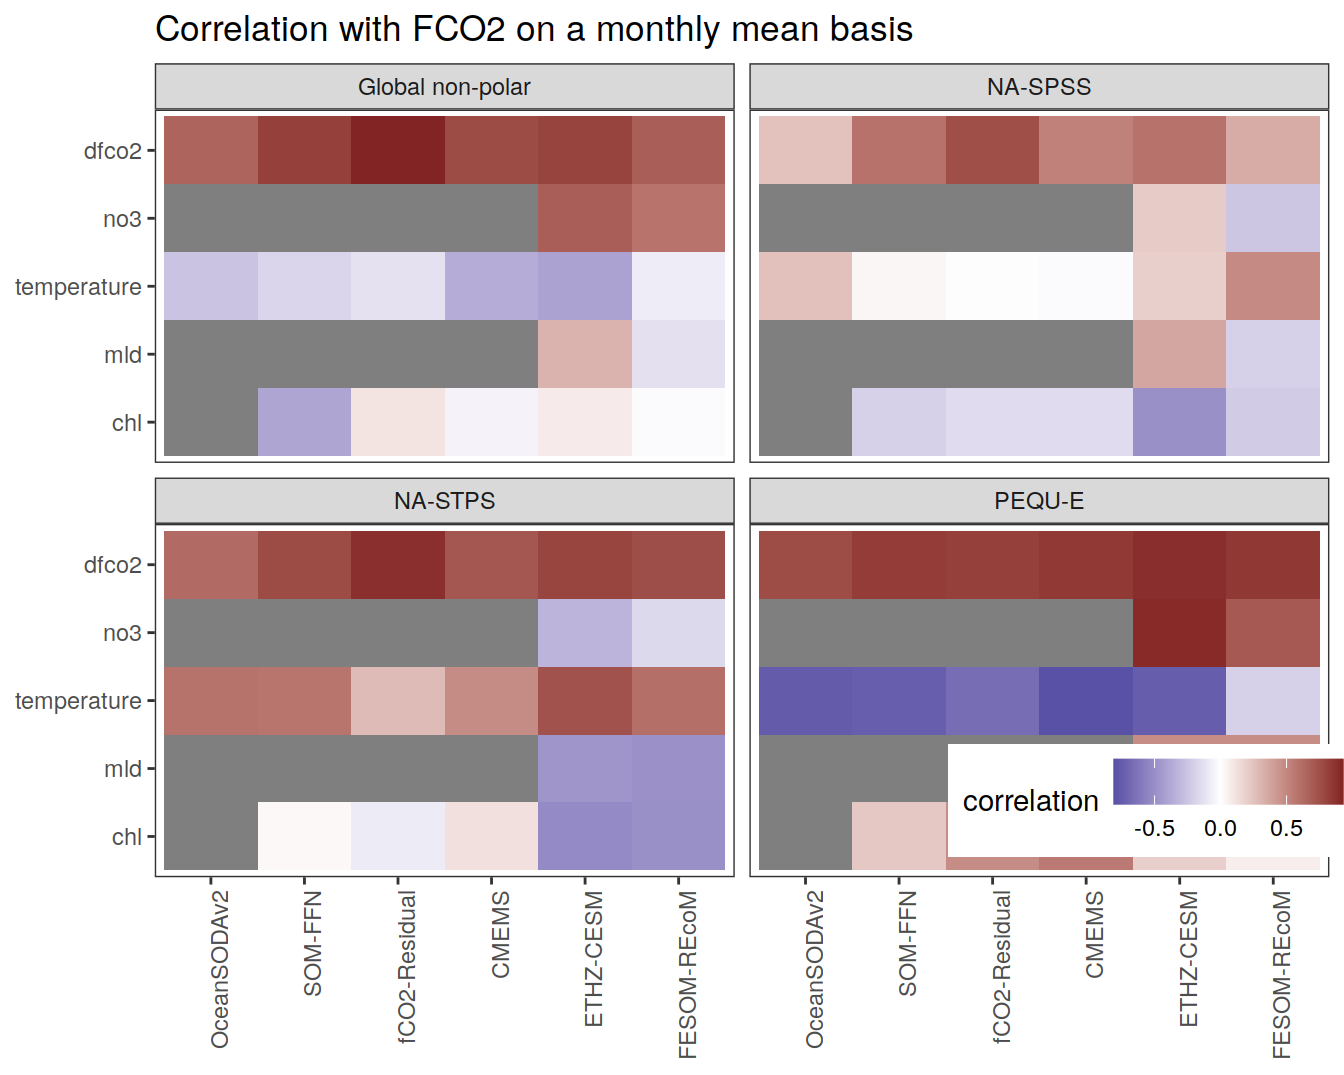 Correlation with FCO2 on a monthly mean basis
Global non-polar
NA-SPSS
dfco2
no3
temperature
mld
chl
NA-STPS
PEQU-E
dfco2
no3
temperature
mld
chl
correlation
-0.5 0.0 0.5
OceanSODAv2
SOM-FFN
fCO2-Residual
CMEMS
ETHZ-CESM
FESOM-REcoM
OceanSODAv2
SOM-FFN
fCO2-Residual
CMEMS
ETHZ-CESM
FESOM-REcoM